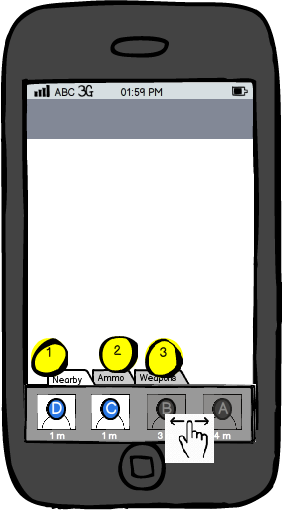 ABC 3G 01:59 PM
1 2 3
Nearby Ammo Weapons
D C B A
1 m 1 m 3 4 m